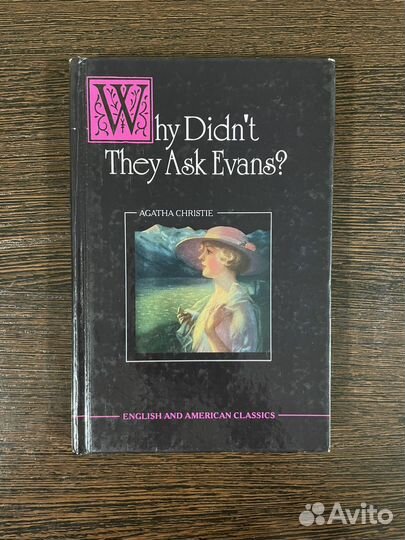 Why Didn't
They Ask Evans?
AGATHA CHRISTIE
ENGLISH AND AMERICAN CLASSICS
Avito